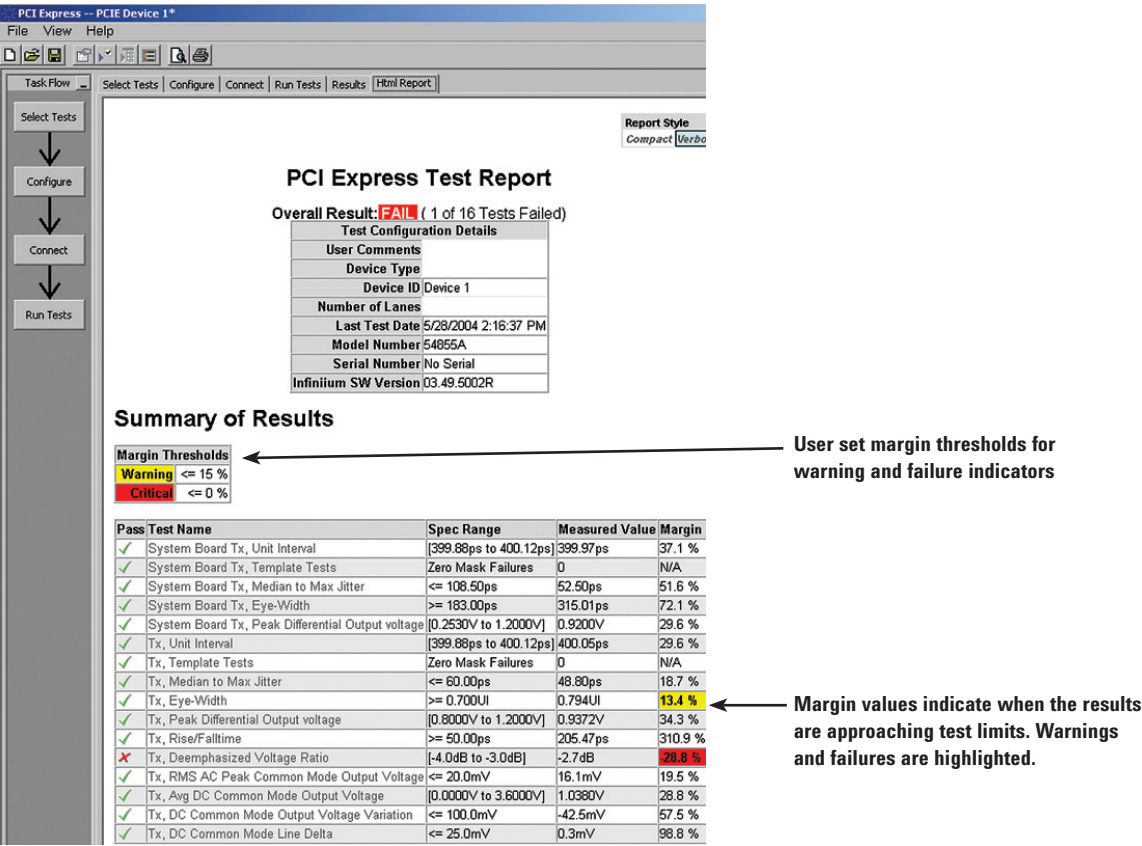 PCI Express -- PCIE Device 1*
File View Help
Task Flow
Select Tests Configure Connect Run Tests Results Html Report
Select Tests
Configure
Connect
Run Tests
Report Style
Compact
PCI Express Test Report
Overall Result: FAIL ( 1 of 16 Tests Failed)
Test Configuration Details
User Comments
Device Type
Device ID Device 1
Number of Lanes
Last Test Date 5/28/2004 2:16:37 PM
Model Number 54855A
Serial Number No Serial
Infiniium SW Version 03.49.5002R
Summary of Results
Margin Thresholds
Warning <= 15 %
Critical <= 0 %
User set margin thresholds for
warning and failure indicators
Pass Test Name Spec Range Measured Value Margin
System Board Tx, Unit Interval [399.88ps to 400.12ps] 399.97ps 37.1 %
System Board Tx, Template Tests Zero Mask Failures 0 N/A
System Board Tx, Median to Max Jitter <= 108.50ps 52.50ps 51.6 %
System Board Tx, Eye-Width >= 183.00ps 315.01ps 72.1 %
System Board Tx, Peak Differential Output voltage [0.2530V to 1.2000V] 0.9200V 29.6 %
Tx, Unit Interval [399.88ps to 400.12ps] 400.05ps 29.6 %
Tx, Template Tests Zero Mask Failures 0 N/A
Tx, Median to Max Jitter <= 60.00ps 48.80ps 18.7 %
Tx, Eye-Width >= 0.700UI 0.794UI 13.4 %
Tx, Peak Differential Output voltage [0.8000V to 1.2000V] 0.9372V 34.3 %
Tx, Rise/Falltime >= 50.00ps 205.47ps 310.9 %
Tx, Deemphasized Voltage Ratio [-4.0dB to -3.0dB] -2.7dB -28.8 %
Tx, RMS AC Peak Common Mode Output Voltage <= 20.0mV 16.1mV 19.5 %
Tx, Avg DC Common Mode Output Voltage [0.0000V to 3.6000V] 1.0380V 28.8 %
Tx, DC Common Mode Output Voltage Variation <= 100.0mV -42.5mV 57.5 %
Tx, DC Common Mode Line Delta <= 25.0mV 0.3mV 98.8 %
Margin values indicate when the results
are approaching test limits. Warnings
and failures are highlighted.